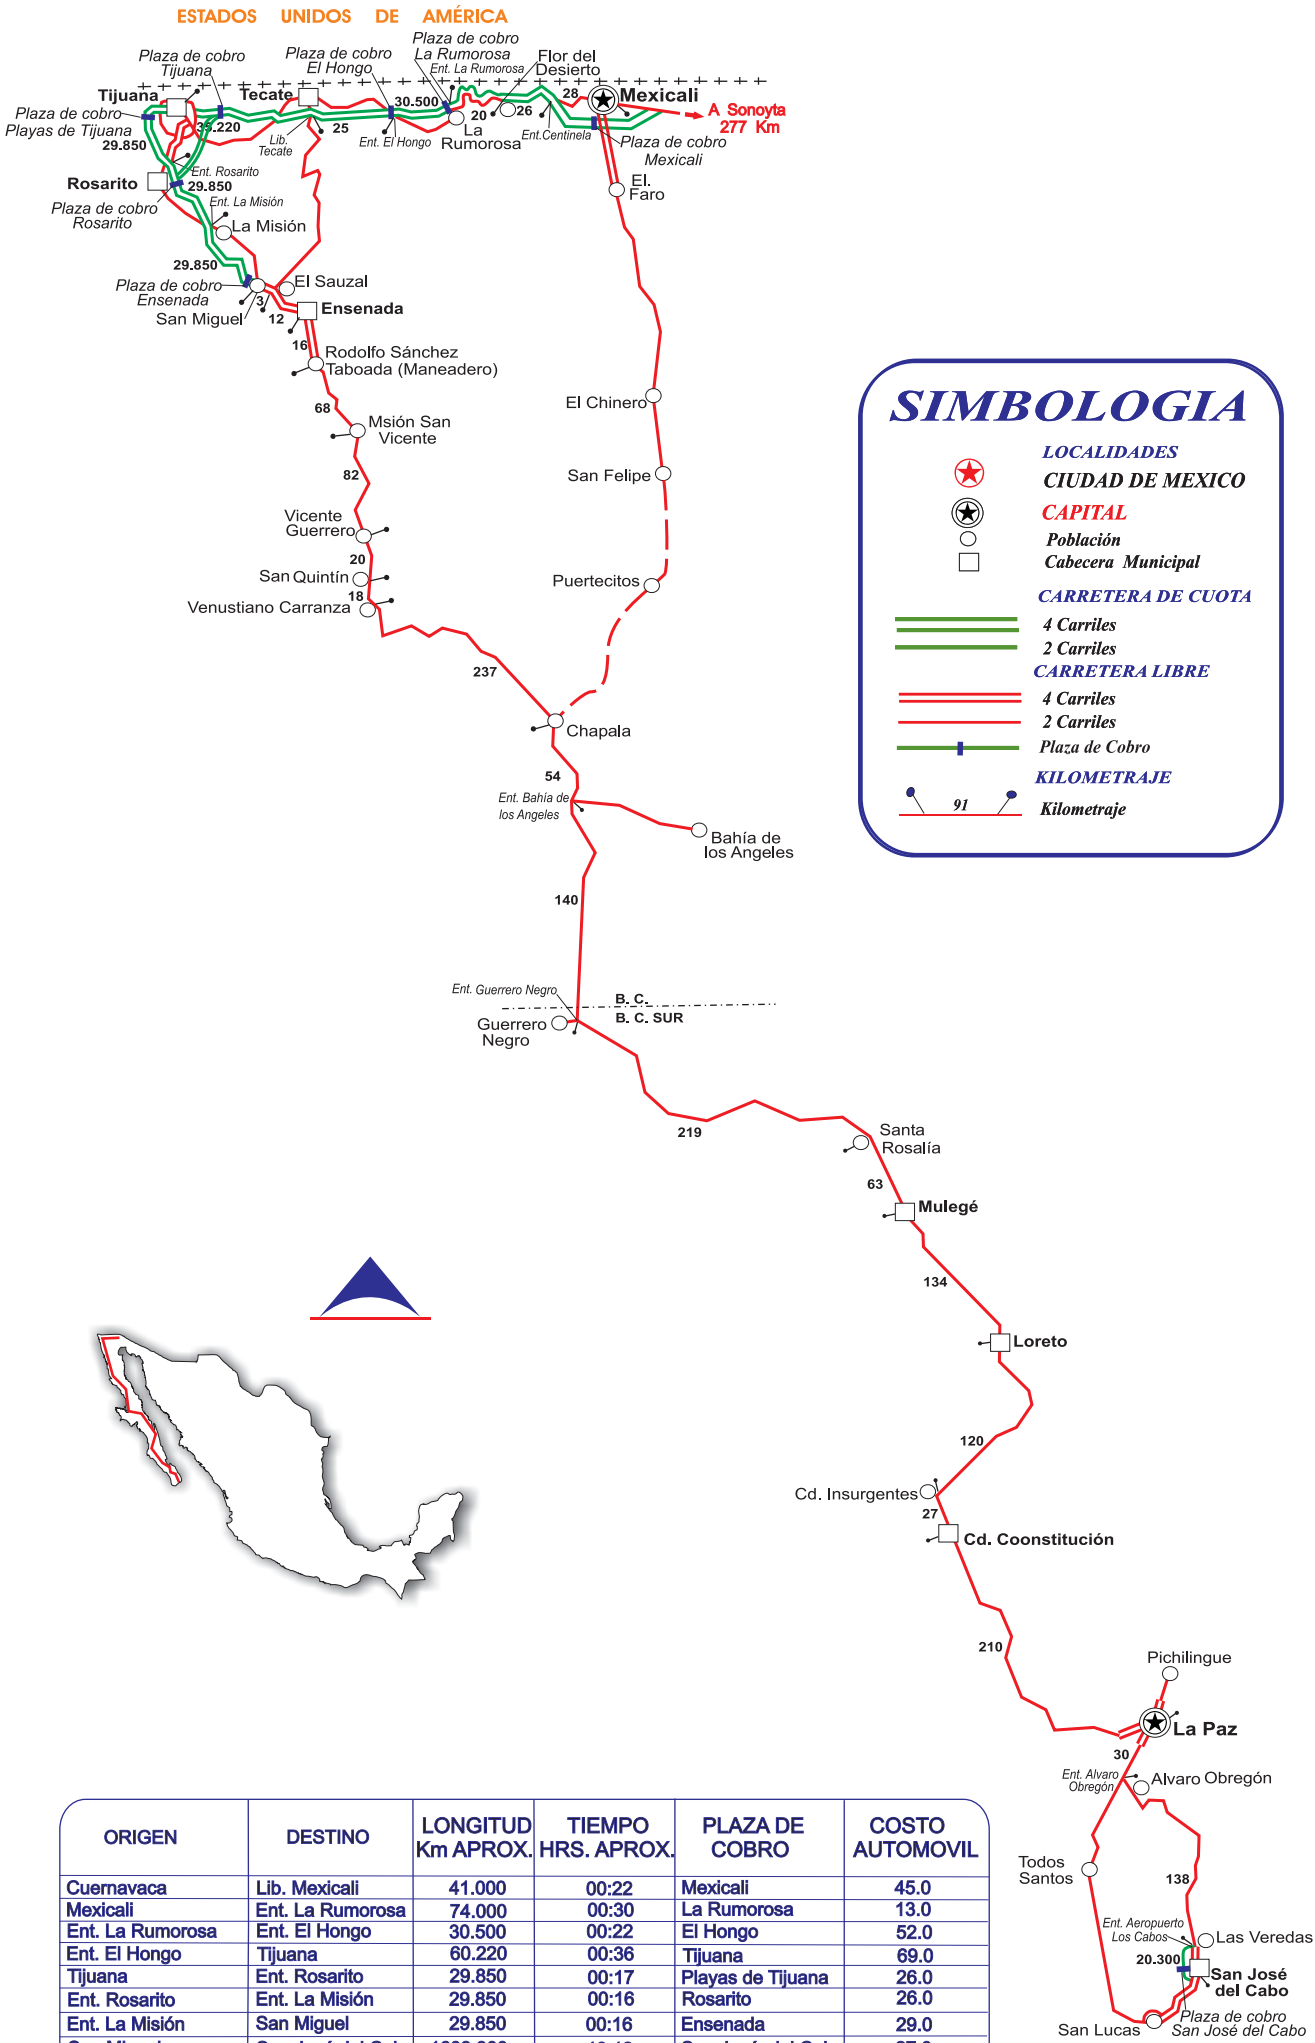 ESTADOS UNIDOS DE AMÉRICA
Plaza de cobro
Tijuana
Plaza de cobro
El Hongo
Plaza de cobro
La Rumorosa
Ent. La Rumorosa
Flor del
Desierto
Tijuana
Tecate
30.500
28
Mexicali
A Sonoyta
277 Km
Plaza de cobro
Playas de Tijuana
35.220
25
20
26
29.850
Lib.
Tecate
Ent. El Hongo
La
Rumorosa
Ent.Centinela
Plaza de cobro
Mexicali
Ent. Rosarito
Rosarito
29.850
El.
Faro
Plaza de cobro
Rosarito
Ent. La Misión
La Misión
29.850
Plaza de cobro
Ensenada
El Sauzal
3
San Miguel
12
Ensenada
16
Rodolfo Sánchez
Taboada (Maneadero)
68
El Chinero
Msión San
Vicente
82
San Felipe
Vicente
Guerrero
20
San Quintín
18
Venustiano Carranza
Puertecitos
237
Chapala
54
Ent. Bahía de
los Angeles
Bahía de
los Angeles
140
Ent. Guerrero Negro
B. C.
B. C. SUR
Guerrero
Negro
219
Santa
Rosalía
63
Mulegé
134
Loreto
120
Cd. Insurgentes
27
Cd. Coonstitución
210
Pichilingue
La Paz
30
Ent. Alvaro
Obregón
Alvaro Obregón
Todos
Santos
138
Ent. Aeropuerto
Los Cabos
Las Veredas
20.300
San José
del Cabo
Plaza de cobro
San José del Cabo
San Lucas
SIMBOLOGIA
LOCALIDADES
CIUDAD DE MEXICO
CAPITAL
Población
Cabecera Municipal
CARRETERA DE CUOTA
4 Carriles
2 Carriles
CARRETERA LIBRE
4 Carriles
2 Carriles
Plaza de Cobro
KILOMETRAJE
91
Kilometraje
ORIGEN DESTINO LONGITUD Km APROX. TIEMPO HRS. APROX. PLAZA DE COBRO COSTO AUTOMOVIL
Cuernavaca Lib. Mexicali 41.000 00:22 Mexicali 45.0
Mexicali Ent. La Rumorosa 74.000 00:30 La Rumorosa 13.0
Ent. La Rumorosa Ent. El Hongo 30.500 00:22 El Hongo 52.0
Ent. El Hongo Tijuana 60.220 00:36 Tijuana 69.0
Tijuana Ent. Rosarito 29.850 00:17 Playas de Tijuana 26.0
Ent. Rosarito Ent. La Misión 29.850 00:16 Rosarito 26.0
Ent. La Misión San Miguel 29.850 00:16 Ensenada 29.0